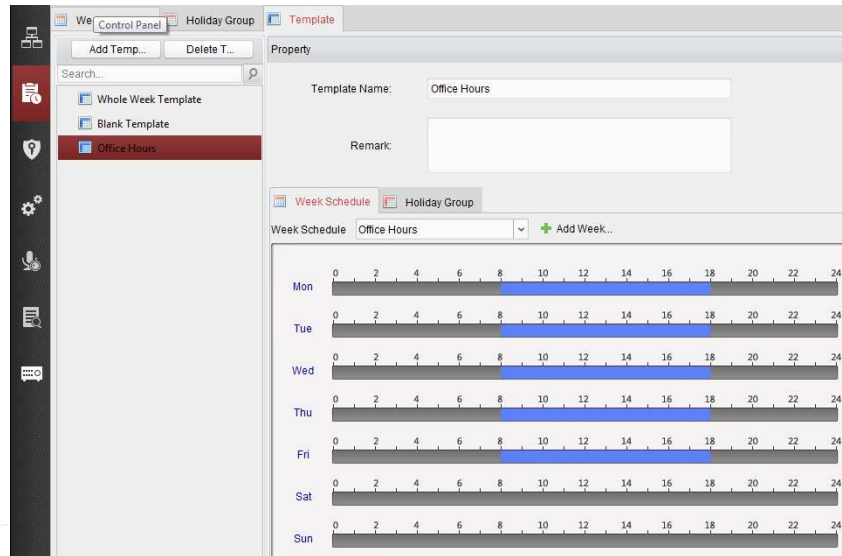 We
Control Panel
Holiday Group
Template
Add Temp...
Delete T...
Property
Search...
Whole Week Template
Blank Template
Office Hours
Template Name:
Office Hours
Remark:
Week Schedule
Holiday Group
Week Schedule
Office Hours
Add Week...
0 2 4 6 8 10 12 14 16 18 20 22 24
Mon
0 2 4 6 8 10 12 14 16 18 20 22 24
Tue
0 2 4 6 8 10 12 14 16 18 20 22 24
Wed
0 2 4 6 8 10 12 14 16 18 20 22 24
Thu
0 2 4 6 8 10 12 14 16 18 20 22 24
Fri
0 2 4 6 8 10 12 14 16 18 20 22 24
Sat
0 2 4 6 8 10 12 14 16 18 20 22 24
Sun